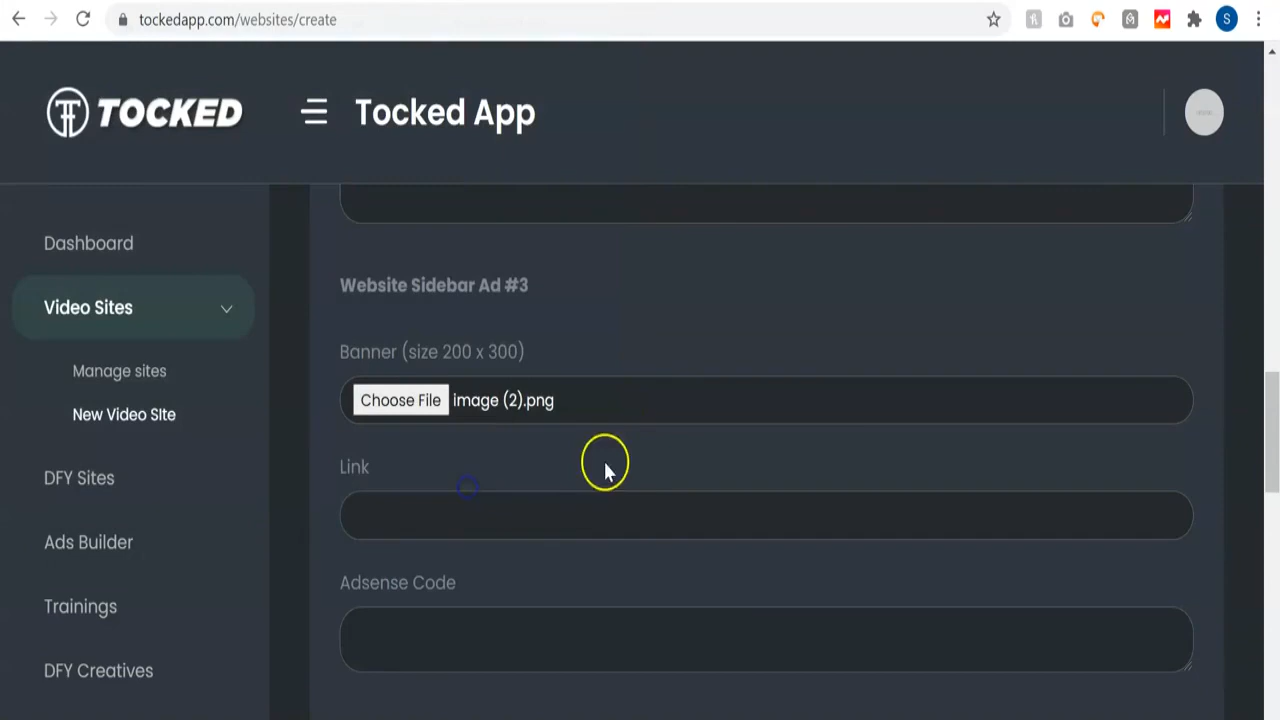 tockedapp.com/websites/create
S
TOCKED
Tocked App
Dashboard
Video Sites
Manage sites
New Video SIte
DFY Sites
Ads Builder
Trainings
DFY Creatives
Website Sidebar Ad #3
Banner (size 200 x 300)
Choose File image (2).png
Link
Adsense Code